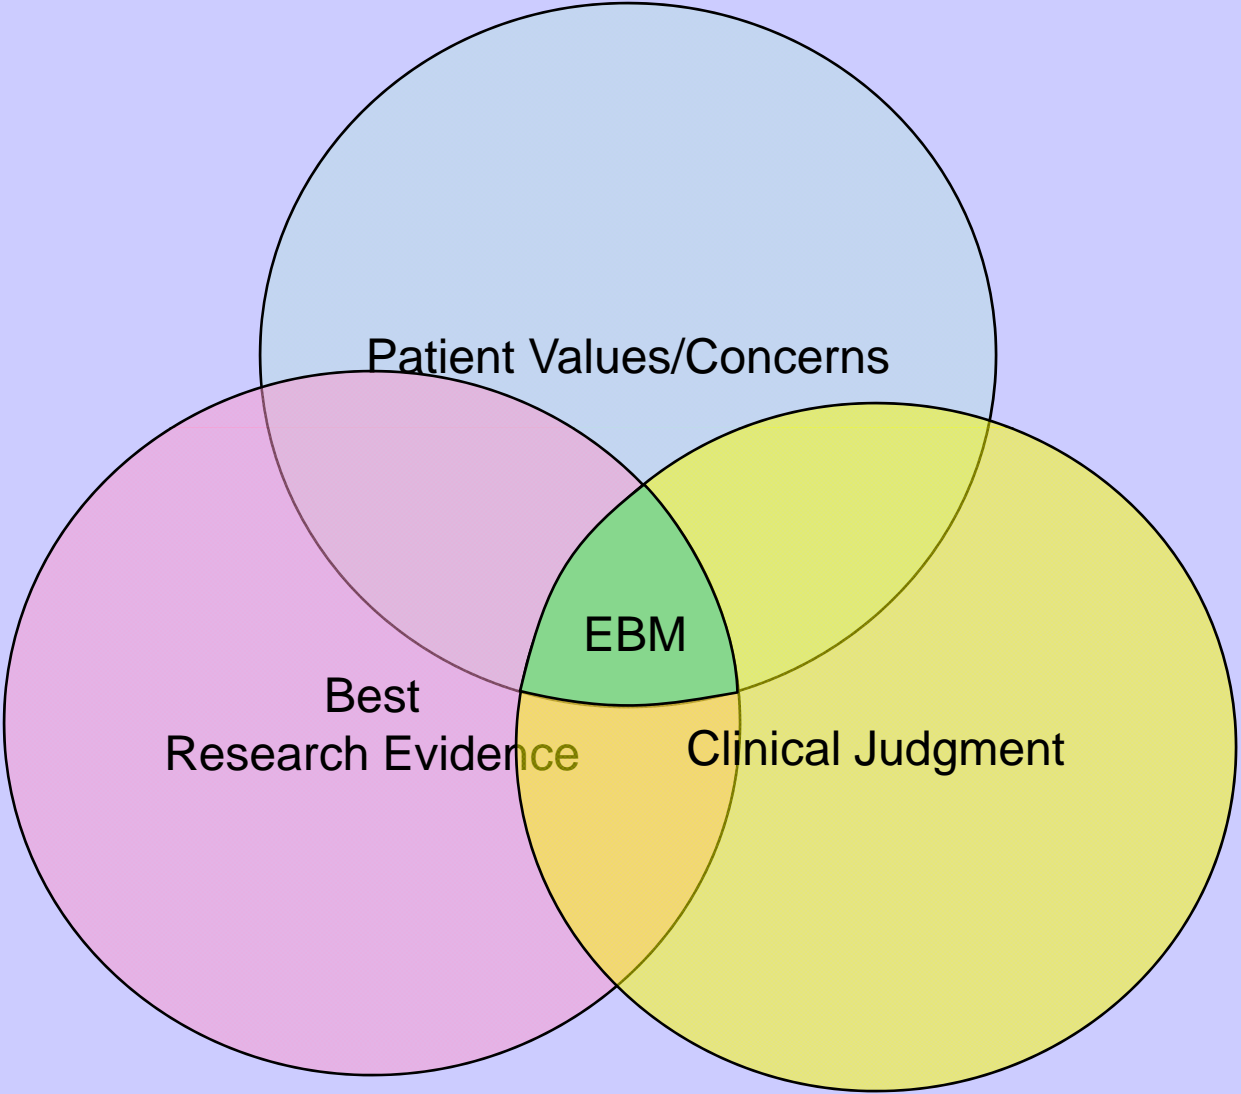 Patient Values/Concerns
EBM
Best
Research Evidence
Clinical Judgment